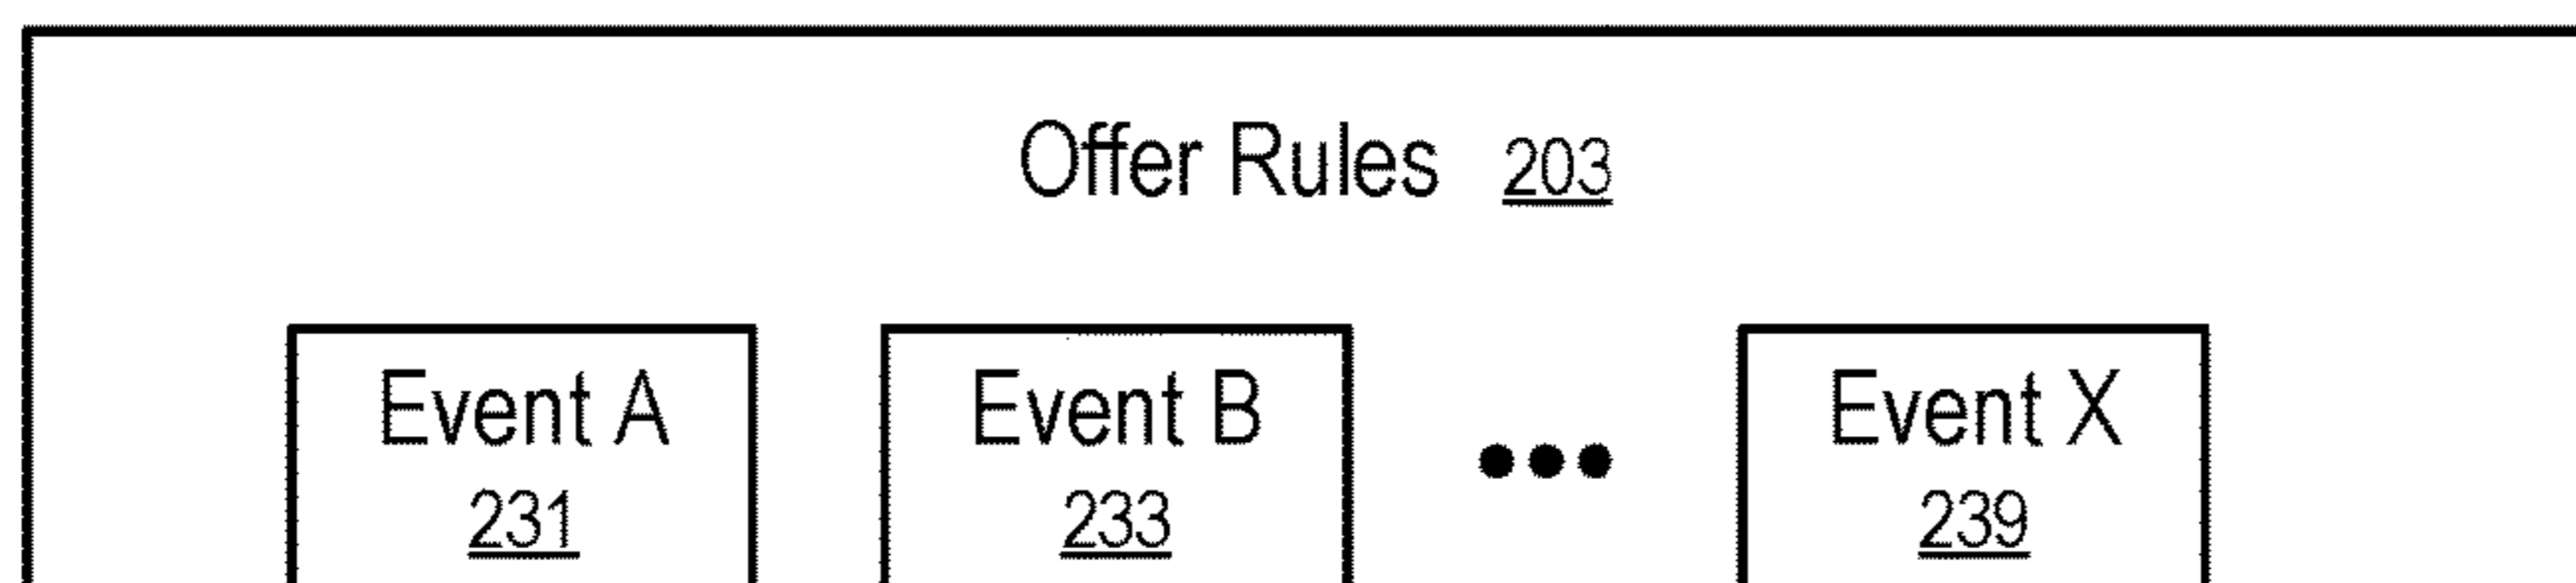 Offer Rules 203
Event A
231
Event B
233
•••
Event X
239